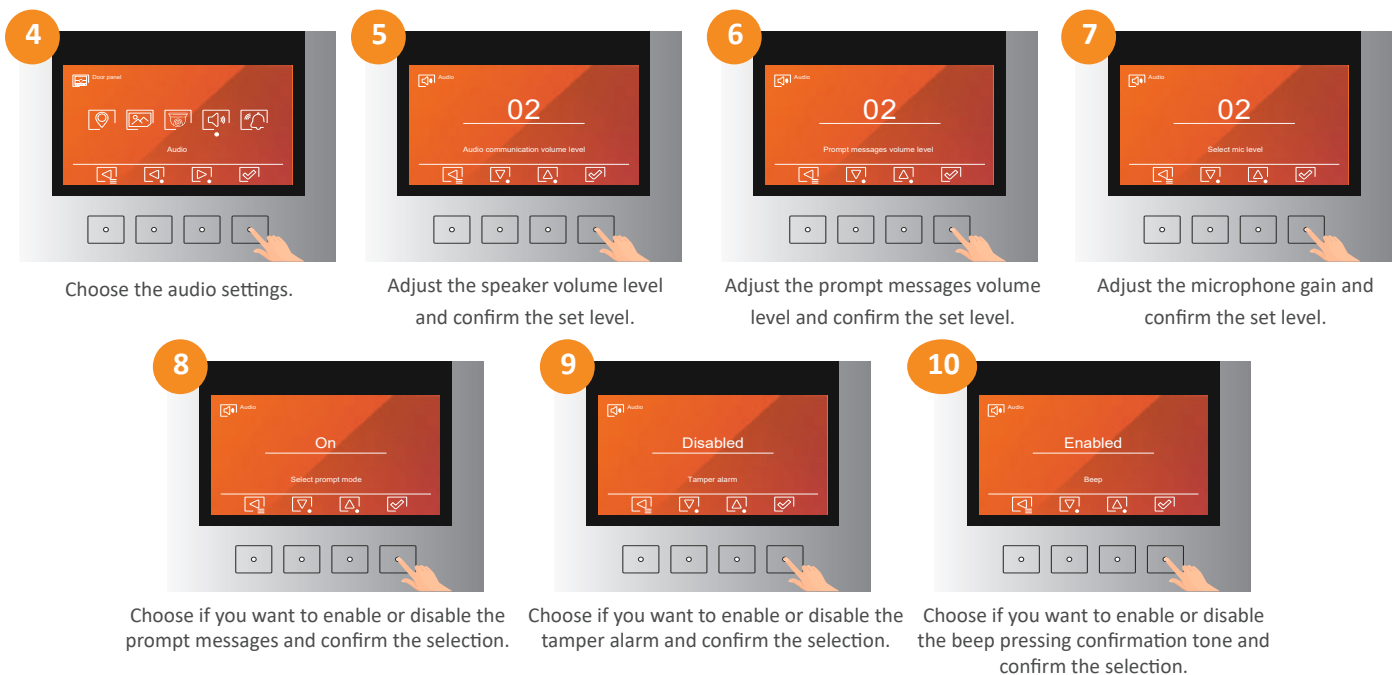 4
Door panel
Audio
Choose the audio settings.
5
Audio
02
Audio communication volume level
Adjust the speaker volume level
and confirm the set level.
6
Audio
02
Prompt messages volume level
Adjust the prompt messages volume
level and confirm the set level.
7
Audio
02
Select mic level
Adjust the microphone gain and
confirm the set level.
8
Audio
On
Select prompt mode
Choose if you want to enable or disable the
prompt messages and confirm the selection.
9
Audio
Disabled
Tamper alarm
Choose if you want to enable or disable the
tamper alarm and confirm the selection.
10
Audio
Enabled
Beep
Choose if you want to enable or disable
the beep pressing confirmation tone and
confirm the selection.